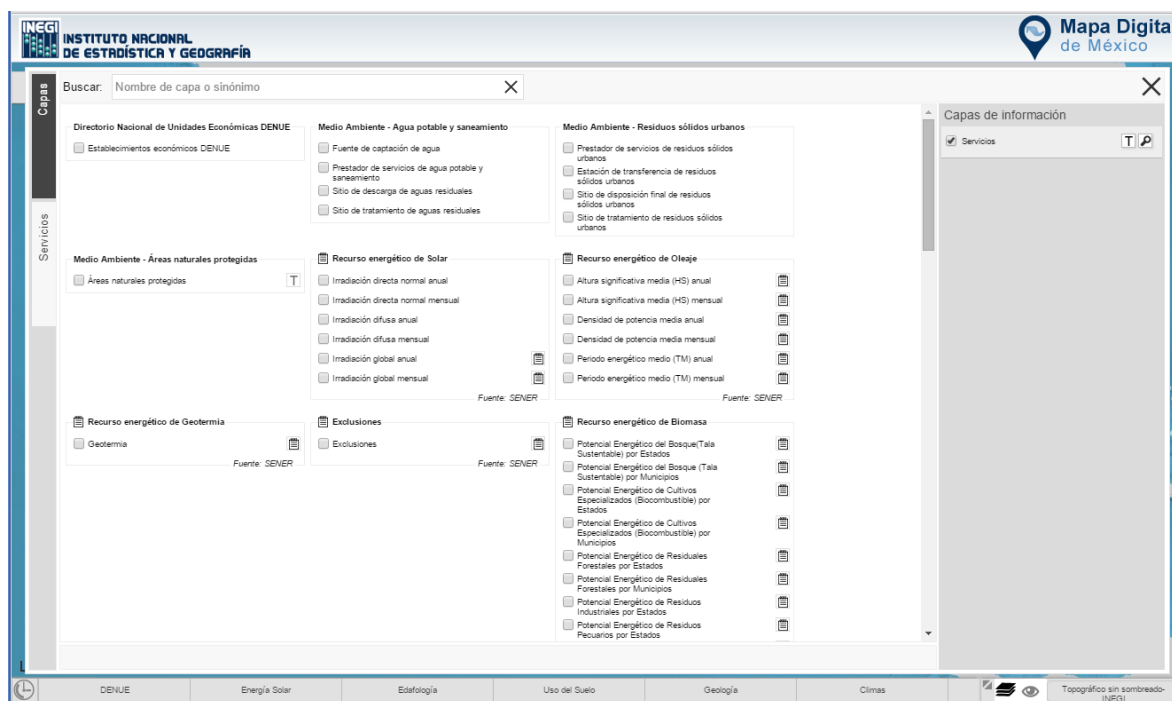 INEGI
INSTITUTO NACIONAL
DE ESTADÍSTICA Y GEOGRAFÍA
Mapa Digita
de México
Capas
Servicios
Buscar:
Nombre de capa o sinónimo
Directorio Nacional de Unidades Económicas DENUE
Establecimientos económicos DENUE
Medio Ambiente - Agua potable y saneamiento
Fuente de captación de agua
Prestador de servicios de agua potable y
saneamiento
Sitio de descarga de aguas residuales
Sitio de tratamiento de aguas residuales
Medio Ambiente - Residuos sólidos urbanos
Prestador de servicios de residuos sólidos
urbanos
Estación de transferencia de residuos
sólidos urbanos
Sitio de disposición final de residuos
sólidos urbanos
Sitio de tratamiento de residuos sólidos
urbanos
Medio Ambiente - Áreas naturales protegidas
Áreas naturales protegidas T
Recurso energético de Solar
Irradiación directa normal anual
Irradiación directa normal mensual
Irradiación difusa anual
Irradiación difusa mensual
Irradiación global anual
Irradiación global mensual
Fuente: SENER
Recurso energético de Oleaje
Altura significativa media (HS) anual
Altura significativa media (HS) mensual
Densidad de potencia media anual
Densidad de potencia media mensual
Periodo energético medio (TM) anual
Periodo energético medio (TM) mensual
Fuente: SENER
Recurso energético de Geotermia
Geotermia
Fuente: SENER
Exclusiones
Exclusiones
Fuente: SENER
Recurso energético de Biomasa
Potencial Energético del Bosque(Tala
Sustentable) por Estados
Potencial Energético del Bosque (Tala
Sustentable) por Municipios
Potencial Energético de Cultivos
Especializados (Biocombustible) por
Estados
Potencial Energético de Cultivos
Especializados (Biocombustible) por
Municipios
Potencial Energético de Residuales
Forestales por Estados
Potencial Energético de Residuales
Forestales por Municipios
Potencial Energético de Residuos
Industriales por Estados
Potencial Energético de Residuos
Pecuarios por Estados
Capas de información
Servicios T
L
DENUE
Energía Solar
Edafología
Uso del Suelo
Geología
Climas
Topográfico sin sombreado-
INEGI